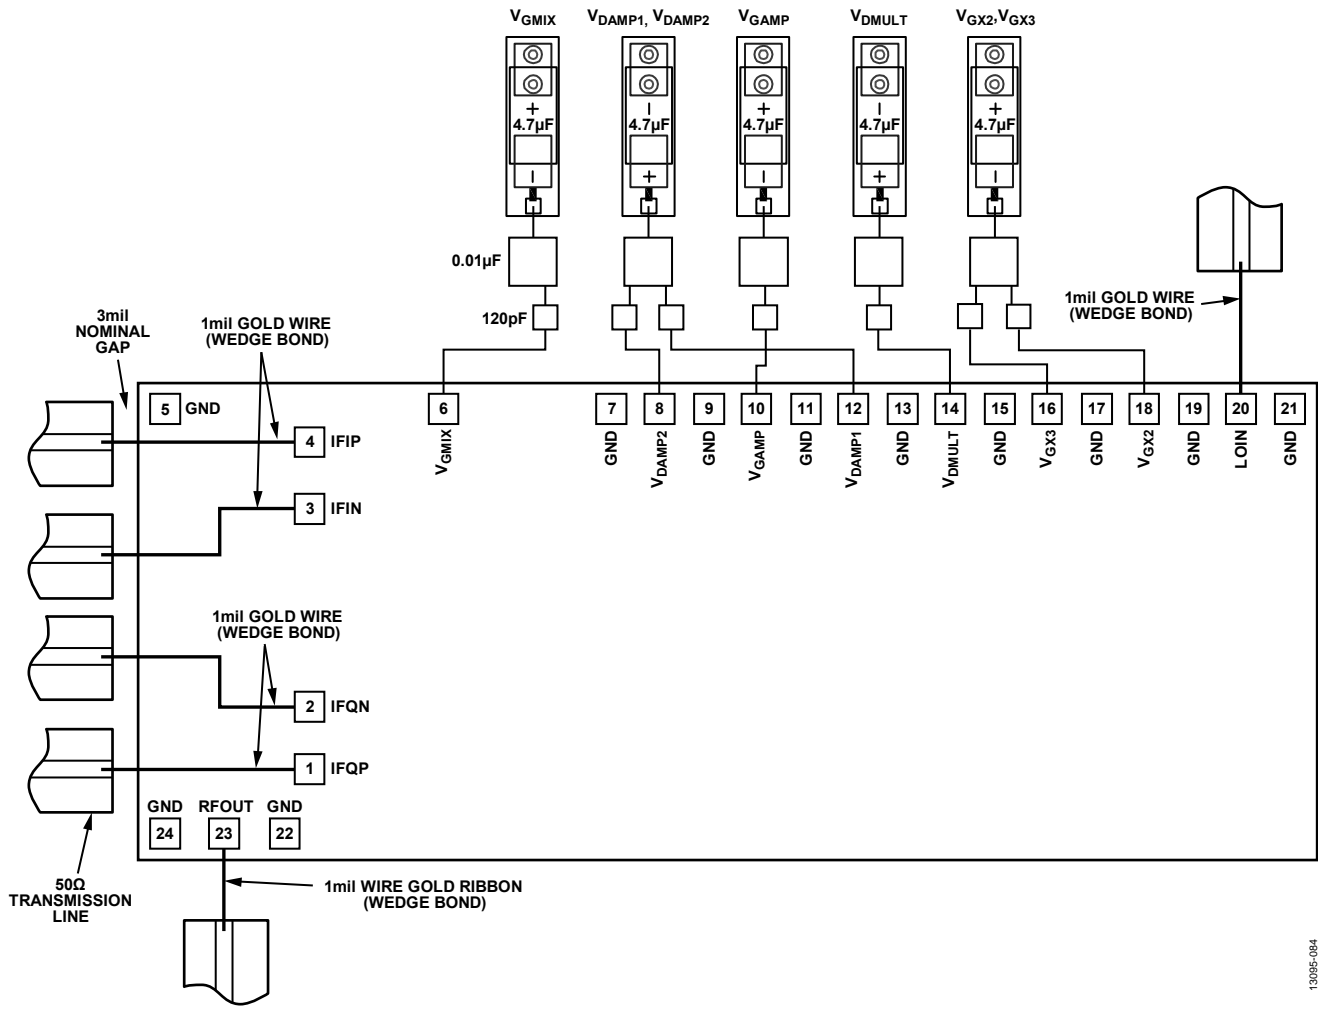 VGMIX
VDAMP1, VDAMP2
VGAMP
VDMULT
VGX2,VGX3
+
4.7µF
–
–
4.7µF
+
+
4.7µF
–
–
4.7µF
+
+
4.7µF
–
0.01µF
120pF
1mil GOLD WIRE
(WEDGE BOND)
3mil
NOMINAL
GAP
1mil GOLD WIRE
(WEDGE BOND)
5 GND
6
7
8
9
10
11
12
13
14
15
16
17
18
19
20
21
VGMIX
GND
VDAMP2
GND
VGAMP
GND
VDAMP1
GND
VDMULT
GND
VGX3
GND
VGX2
GND
LOIN
GND
4 IFIP
3 IFIN
1mil GOLD WIRE
(WEDGE BOND)
2 IFQN
1 IFQP
GND RFOUT GND
24 23 22
50Ω
TRANSMISSION
LINE
1mil WIRE GOLD RIBBON
(WEDGE BOND)
13095-084